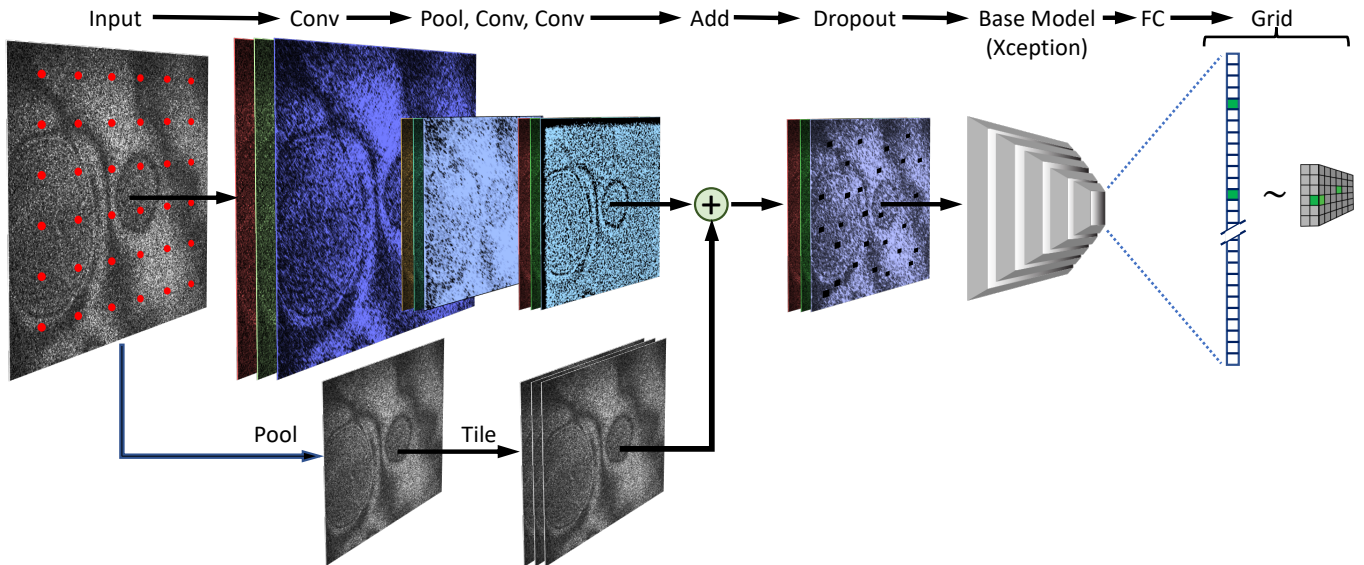 Input Conv Pool, Conv, Conv Add Dropout Base Model FC Grid
(Xception)
+
~
Pool Tile